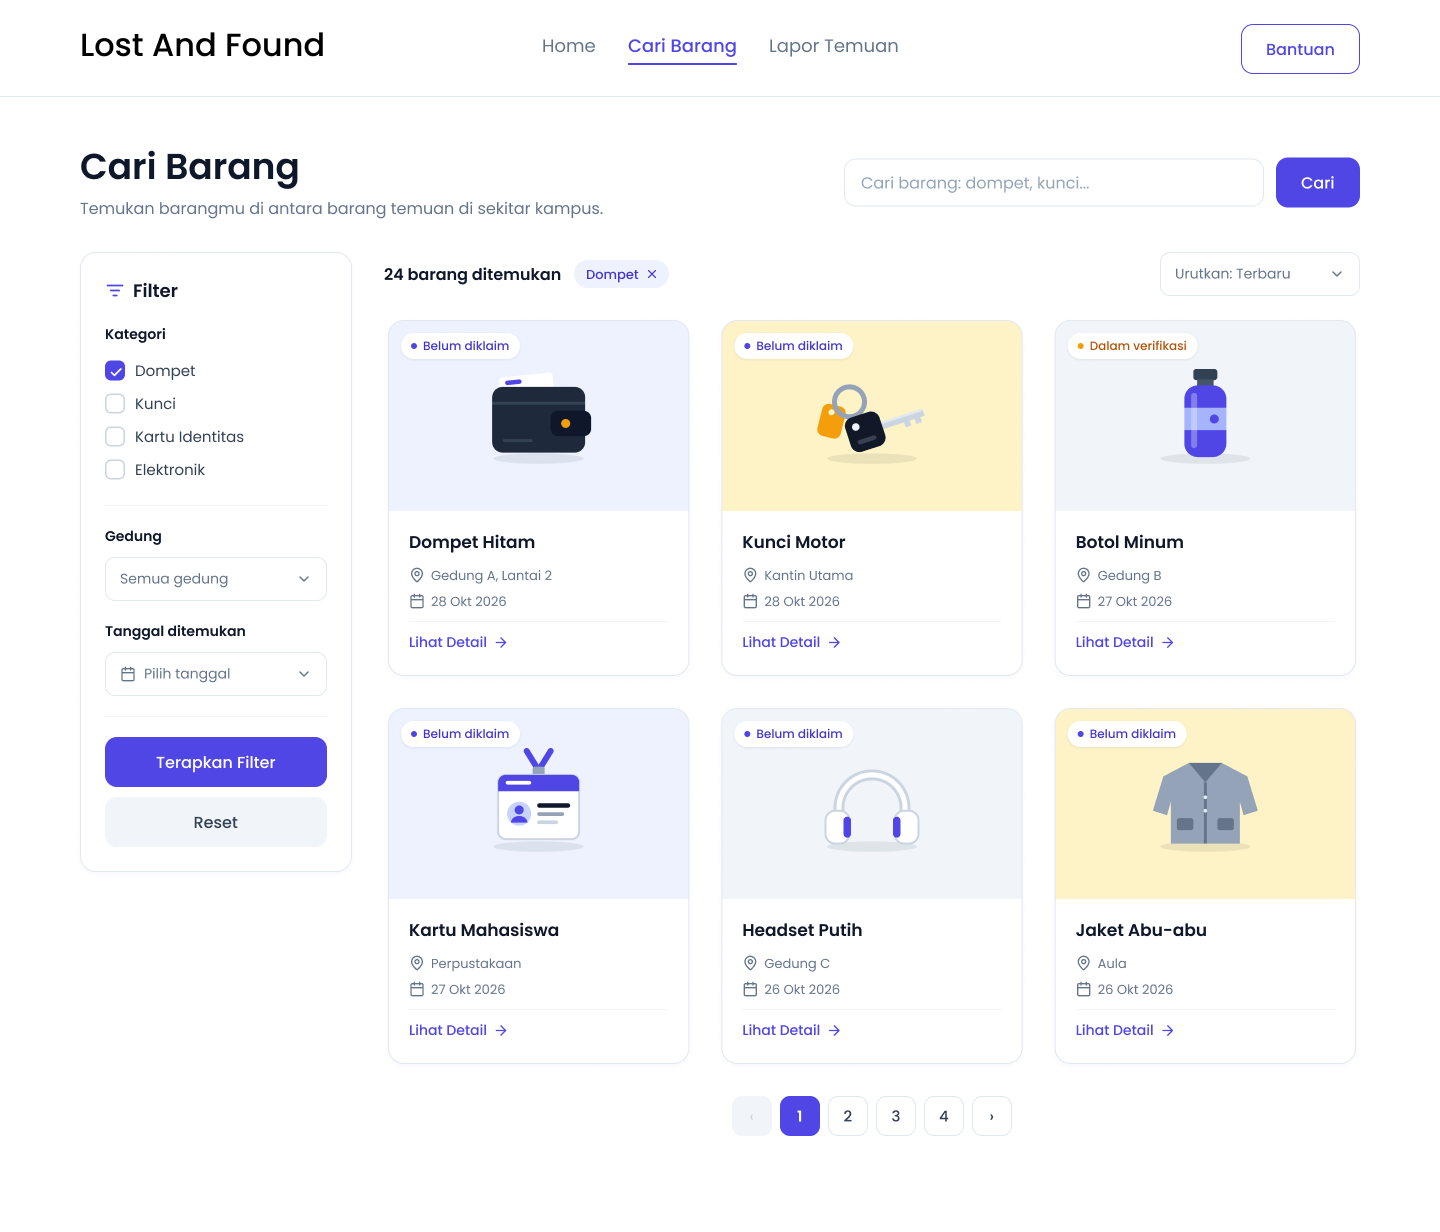 Lost And Found
Home
Cari Barang
Lapor Temuan
Bantuan
Cari Barang
Temukan barangmu di antara barang temuan di sekitar kampus.
Cari barang: dompet, kunci...
Cari
Filter
Kategori
Dompet
Kunci
Kartu Identitas
Elektronik
Gedung
Semua gedung
Tanggal ditemukan
Pilih tanggal
Terapkan Filter
Reset
24 barang ditemukan
Dompet ×
Urutkan: Terbaru
Belum diklaim
Dompet Hitam
Gedung A, Lantai 2
28 Okt 2026
Lihat Detail →
Belum diklaim
Kunci Motor
Kantin Utama
28 Okt 2026
Lihat Detail →
Dalam verifikasi
Botol Minum
Gedung B
27 Okt 2026
Lihat Detail →
Belum diklaim
Kartu Mahasiswa
Perpustakaan
27 Okt 2026
Lihat Detail →
Belum diklaim
Headset Putih
Gedung C
26 Okt 2026
Lihat Detail →
Belum diklaim
Jaket Abu-abu
Aula
26 Okt 2026
Lihat Detail →
‹ 1 2 3 4 ›